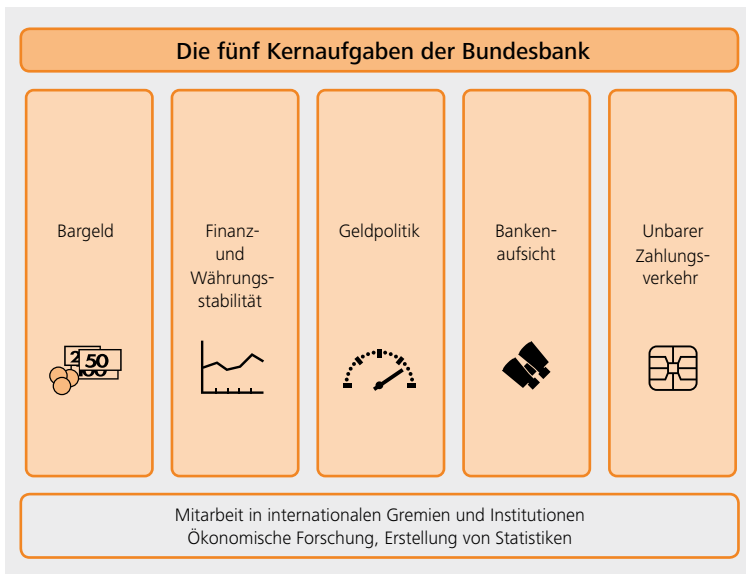 Die fünf Kernaufgaben der Bundesbank
Bargeld
Finanz-
und
Währungs-
stabilität
Geldpolitik
Banken-
aufsicht
Unbarer
Zahlungs-
verkehr
50
100
Mitarbeit in internationalen Gremien und Institutionen
Ökonomische Forschung, Erstellung von Statistiken